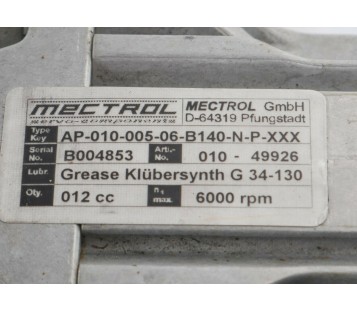 MECTROL
servo-components
MECTROL GmbH
D-64319 Pfungstadt
Type Key AP-010-005-06-B140-N-P-XXX
Serial No. B004853 Arti.-No. 010 - 49926
Lubr. Grease Klübersynth G 34-130
Qty. 012 cc n₁ max. 6000 rpm